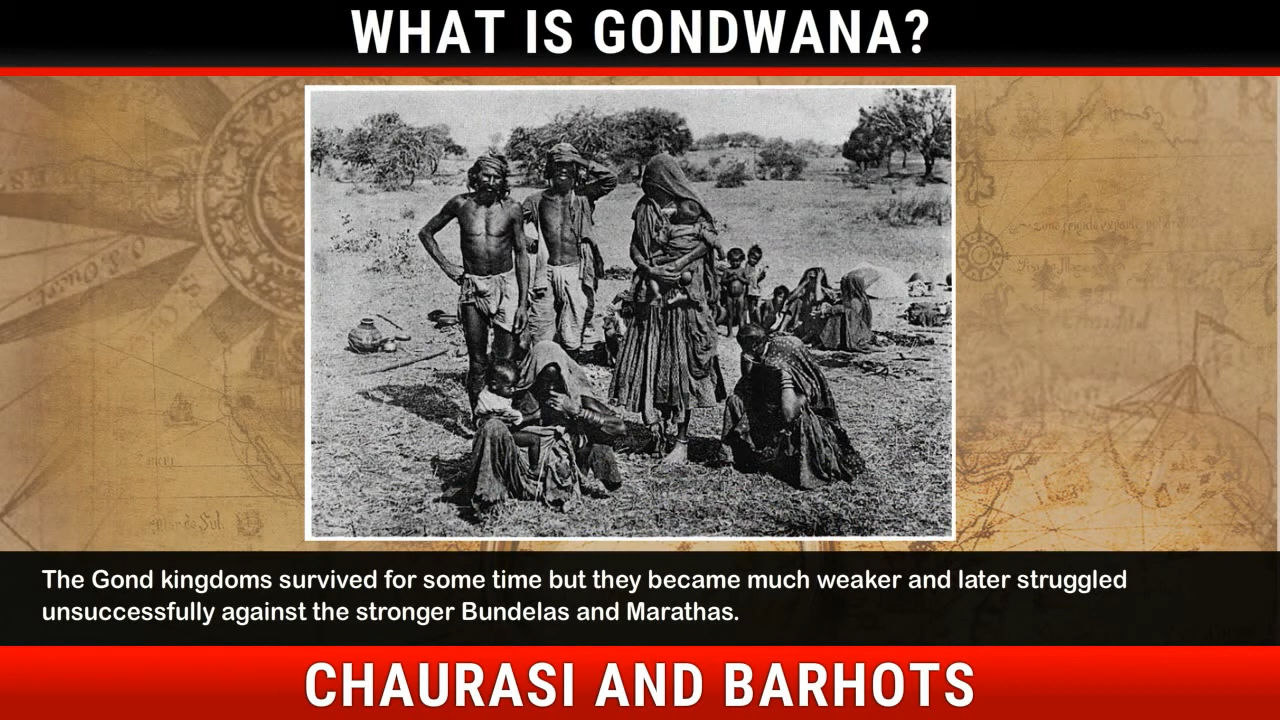 WHAT IS GONDWANA?
The Gond kingdoms survived for some time but they became much weaker and later struggled
unsuccessfully against the stronger Bundelas and Marathas.
CHAURASI AND BARHOTS